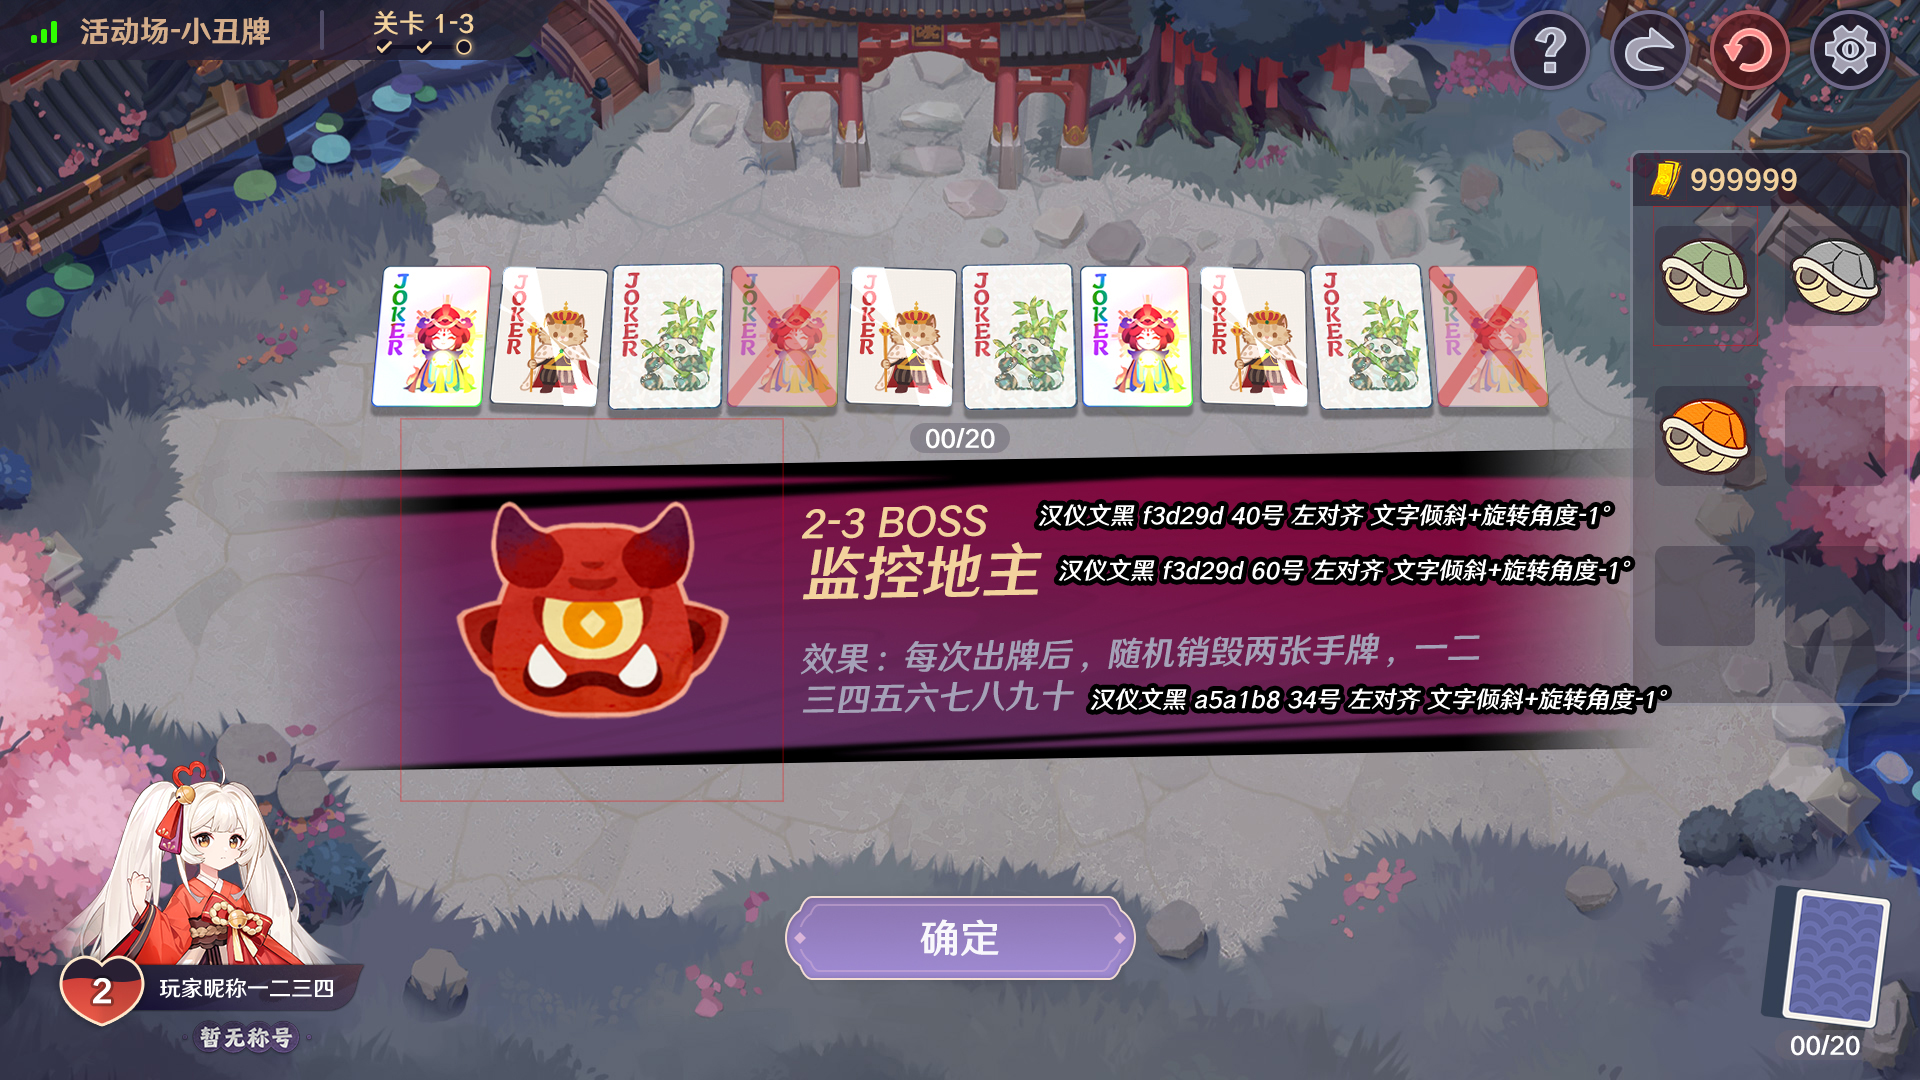 活动场-小丑牌
关卡 1-3
999999
JOKER
JOKER
JOKER
JOKER
JOKER
JOKER
JOKER
JOKER
JOKER
JOKER
00/20
2-3 BOSS
汉仪文黑 f3d29d 40号 左对齐 文字倾斜+旋转角度-1°
监控地主
汉仪文黑 f3d29d 60号 左对齐 文字倾斜+旋转角度-1°
效果：每次出牌后，随机销毁两张手牌，一二
三四五六七八九十
汉仪文黑 a5a1b8 34号 左对齐 文字倾斜+旋转角度-1°
确定
2
玩家昵称一二三四
暂无称号
00/20